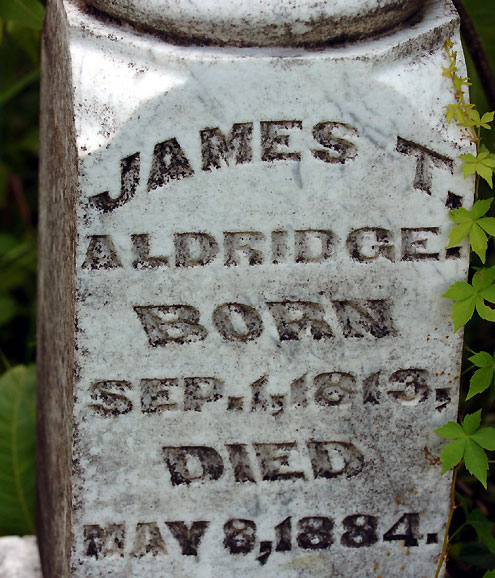 JAMES T.
ALDRIDGE.
BORN
SEP. 1, 1813,
DIED
MAY 8, 1884.